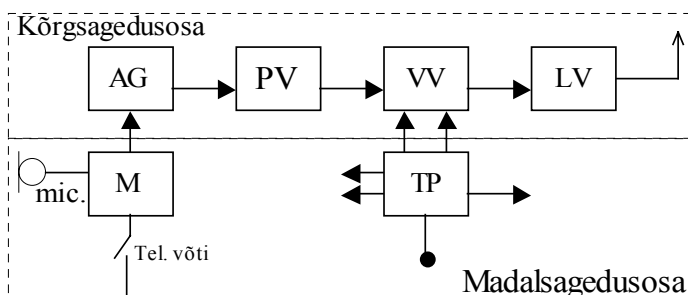 Kõrgsagedusosa
AG
PV
VV
LV
mic.
M
TP
Tel. võti
Madalsagedusosa